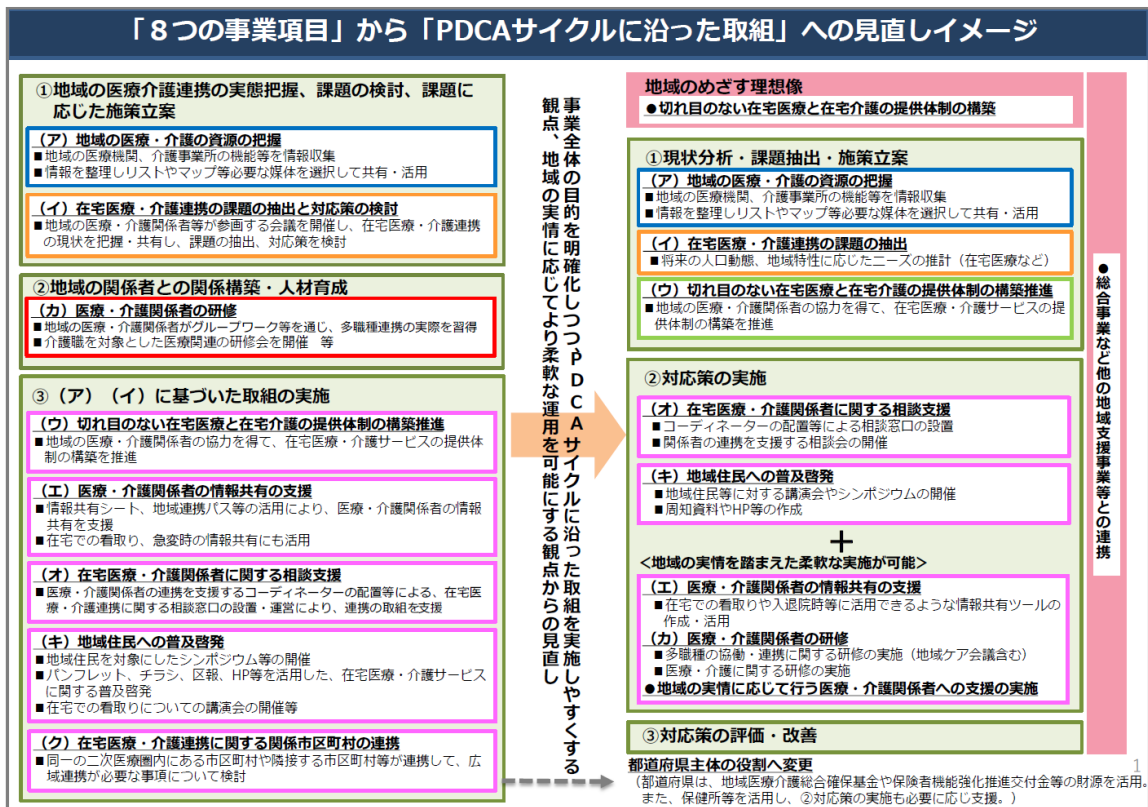 「８つの事業項目」から「PDCAサイクルに沿った取組」への見直しイメージ
①地域の医療介護連携の実態把握、課題の検討、課題に
応じた施策立案
（ア）地域の医療・介護の資源の把握
■地域の医療機関、介護事業所の機能等を情報収集
■情報を整理しリストやマップ等必要な媒体を選択して共有・活用
（イ）在宅医療・介護連携の課題の抽出と対応策の検討
■地域の医療・介護関係者等が参画する会議を開催し、在宅医療・介護連携
の現状を把握・共有し、課題の抽出、対応策を検討
②地域の関係者との関係構築・人材育成
（カ）医療・介護関係者の研修
■地域の医療・介護関係者がグループワーク等を通じ、多職種連携の実際を習得
■介護職を対象とした医療関連の研修会を開催　等
③（ア）（イ）に基づいた取組の実施
（ウ）切れ目のない在宅医療と在宅介護の提供体制の構築推進
■地域の医療・介護関係者の協力を得て、在宅医療・介護サービスの提供体
制の構築を推進
（エ）医療・介護関係者の情報共有の支援
■情報共有シート、地域連携パス等の活用により、医療・介護関係者の情報
共有を支援
■在宅での看取り、急変時の情報共有にも活用
（オ）在宅医療・介護関係者に関する相談支援
■医療・介護関係者の連携を支援するコーディネーターの配置等による、在宅医
療・介護連携に関する相談窓口の設置・運営により、連携の取組を支援
（キ）地域住民への普及啓発
■地域住民を対象にしたシンポジウム等の開催
■パンフレット、チラシ、区報、HP等を活用した、在宅医療・介護サービス
に関する普及啓発
■在宅での看取りについての講演会の開催等
（ク）在宅医療・介護連携に関する関係市区町村の連携
■同一の二次医療圏内にある市区町村や隣接する市区町村等が連携して、広
域連携が必要な事項について検討
事業全体の目的を明確化しつつ、PDCAサイクルに沿った取組を実施しやすくする
観点、地域の実情に応じてより柔軟な運用を可能にする観点からの見直し
地域のめざす理想像
●切れ目のない在宅医療と在宅介護の提供体制の構築
①現状分析・課題抽出・施策立案
（ア）地域の医療・介護の資源の把握
■地域の医療機関、介護事業所の機能等を情報収集
■情報を整理しリストやマップ等必要な媒体を選択して共有・活用
（イ）在宅医療・介護連携の課題の抽出
■将来の人口動態、地域特性に応じたニーズの推計（在宅医療など）
（ウ）切れ目のない在宅医療と在宅介護の提供体制の構築推進
■地域の医療・介護関係者の協力を得て、在宅医療・介護サービスの提
供体制の構築を推進
②対応策の実施
（オ）在宅医療・介護関係者に関する相談支援
■コーディネーターの配置等による相談窓口の設置
■関係者の連携を支援する相談会の開催
（キ）地域住民への普及啓発
■地域住民等に対する講演会やシンポジウムの開催
■周知資料やHP等の作成
＋
＜地域の実情を踏まえた柔軟な実施が可能＞
（エ）医療・介護関係者の情報共有の支援
■在宅での看取りや入退院時等に活用できるような情報共有ツールの
作成・活用
（カ）医療・介護関係者の研修
■多職種の協働・連携に関する研修の実施（地域ケア会議含む）
■医療・介護に関する研修の実施
●地域の実情に応じて行う医療・介護関係者への支援の実施
③対応策の評価・改善
●総合事業など他の地域支援事業等との連携
都道府県主体の役割へ変更
（都道府県は、地域医療介護総合確保基金や保険者機能強化推進交付金等の財源を活用。
また、保健所等を活用し、②対応策の実施も必要に応じ支援。）
1